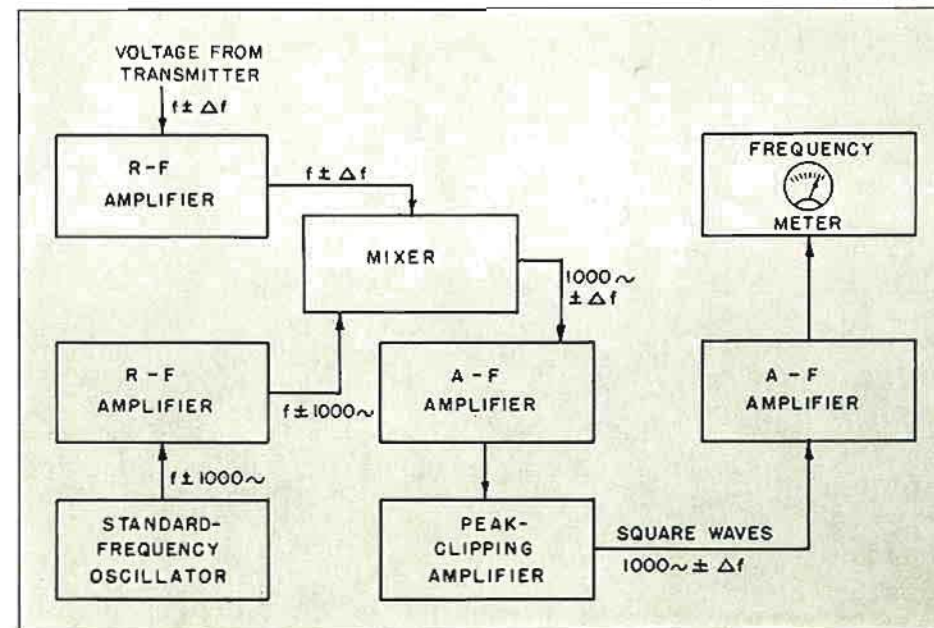 VOLTAGE FROM
TRANSMITTER
f ± Δf
R-F
AMPLIFIER
f ± Δf
MIXER
1000~
± Δf
FREQUENCY
METER
R-F
AMPLIFIER
f ± 1000~
A-F
AMPLIFIER
A-F
AMPLIFIER
f ± 1000~
STANDARD-
FREQUENCY
OSCILLATOR
PEAK-
CLIPPING
AMPLIFIER
SQUARE WAVES
1000~ ± Δf